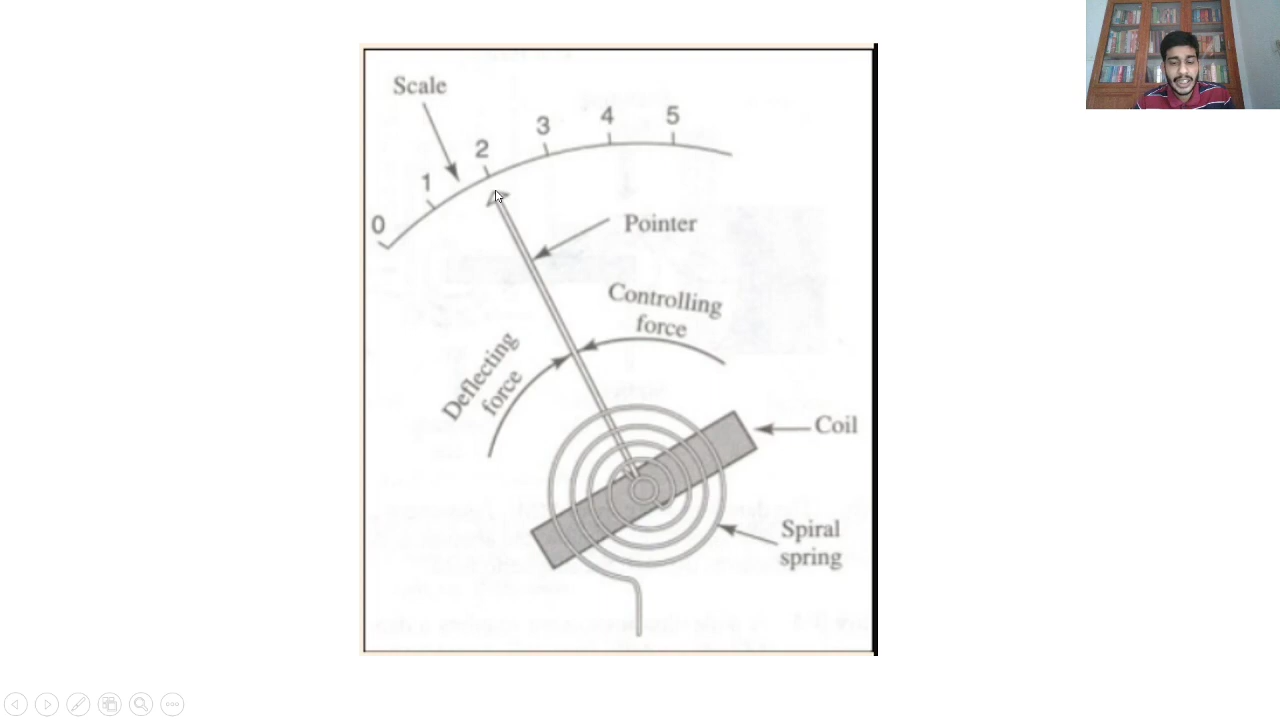 Scale
0
1
2
3
4
5
Pointer
Controlling
force
Deflecting
force
Coil
Spiral
spring